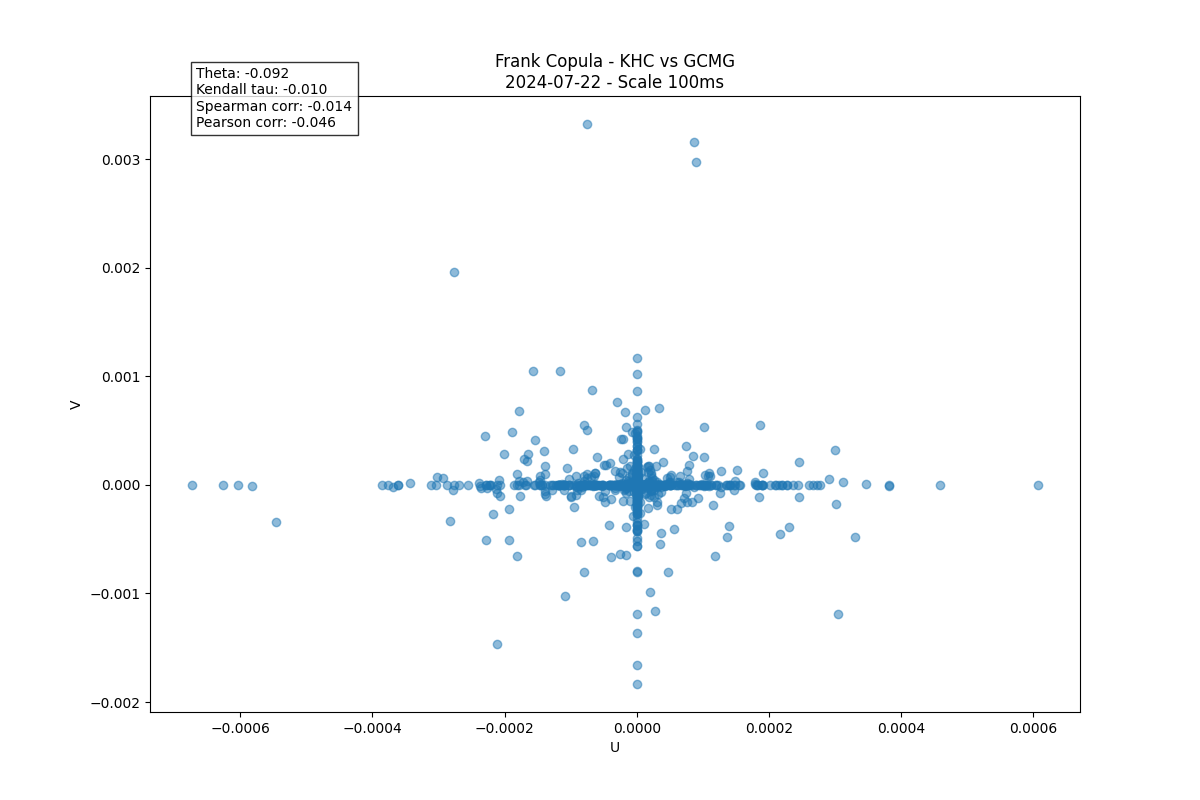 Frank Copula - KHC vs GCMG
2024-07-22 - Scale 100ms
Theta: -0.092
Kendall tau: -0.010
Spearman corr: -0.014
Pearson corr: -0.046
0.003
0.002
0.001
0.000
−0.001
−0.002
V
−0.0006
−0.0004
−0.0002
0.0000
0.0002
0.0004
0.0006
U